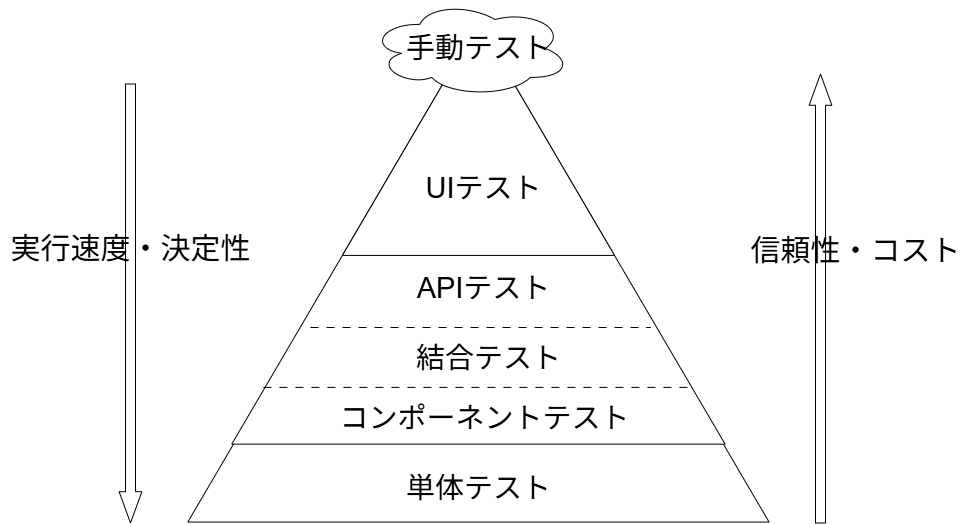 手動テスト
UIテスト
実行速度・決定性
信頼性・コスト
APIテスト
結合テスト
コンポーネントテスト
単体テスト